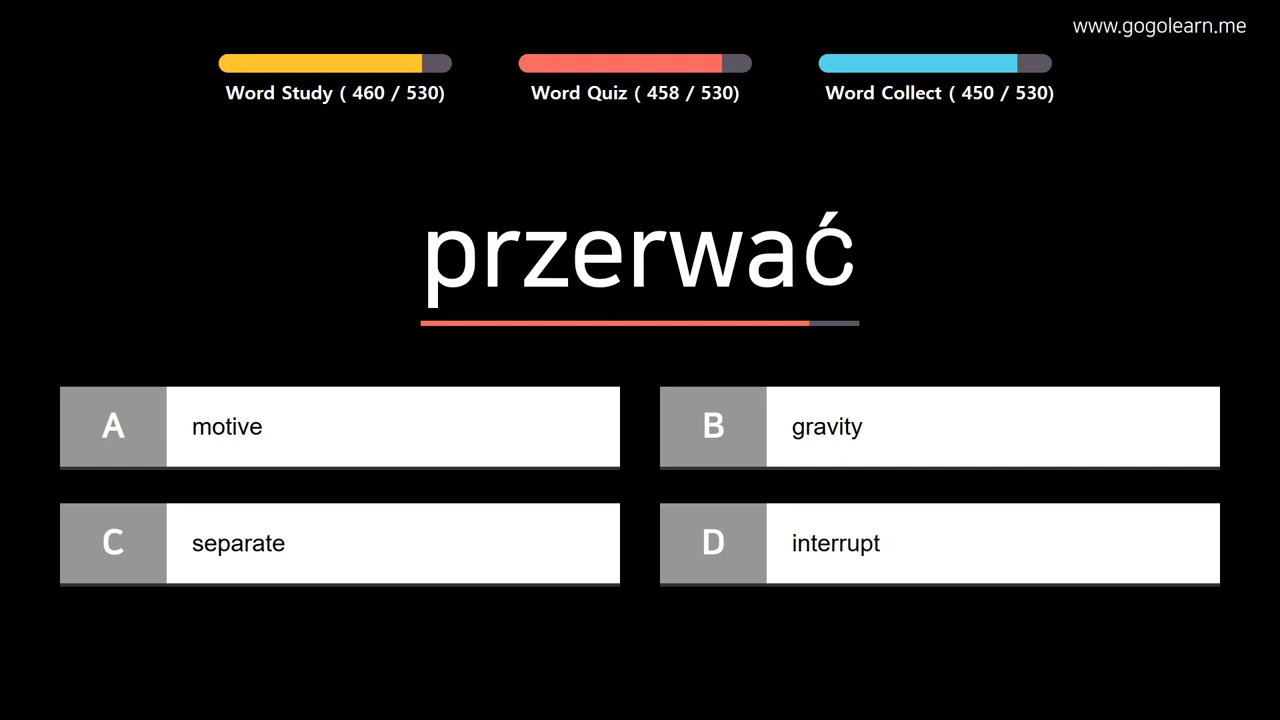 www.gogolearn.me
Word Study ( 460 / 530)
Word Quiz ( 458 / 530)
Word Collect ( 450 / 530)
przerwać
A motive
B gravity
C separate
D interrupt